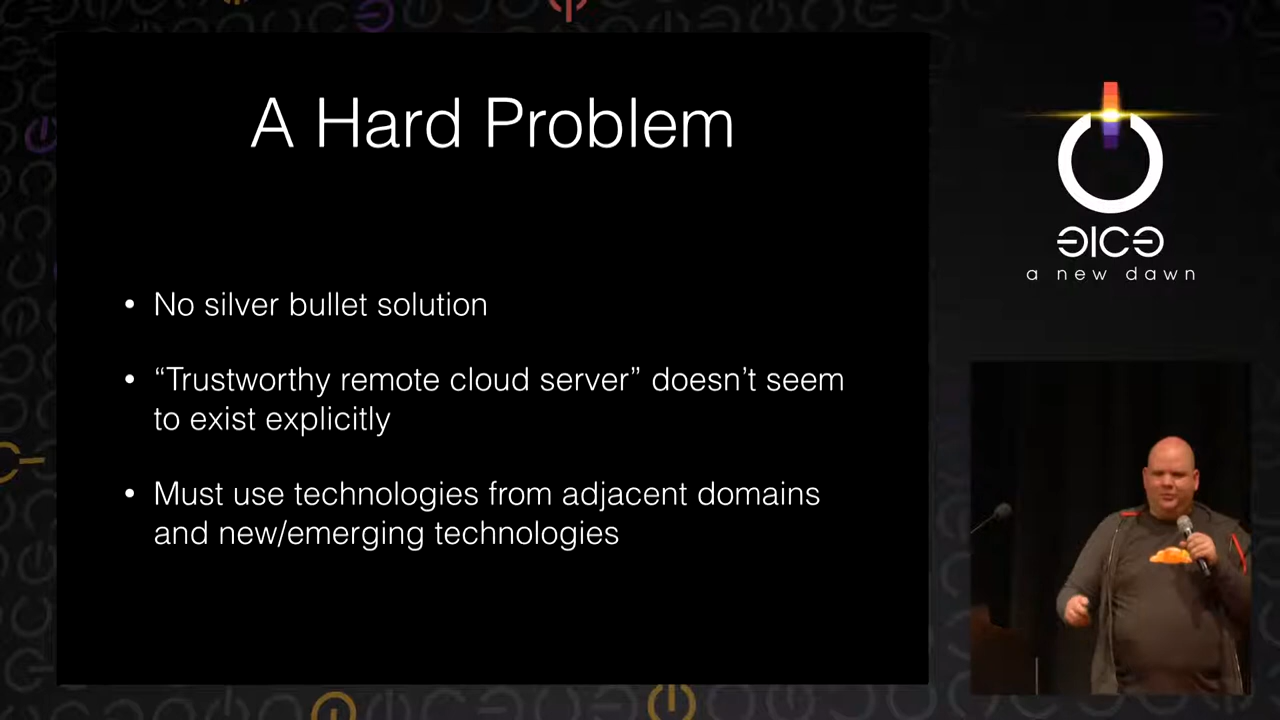 A Hard Problem
• No silver bullet solution
• “Trustworthy remote cloud server” doesn’t seem
to exist explicitly
• Must use technologies from adjacent domains
and new/emerging technologies
a new dawn